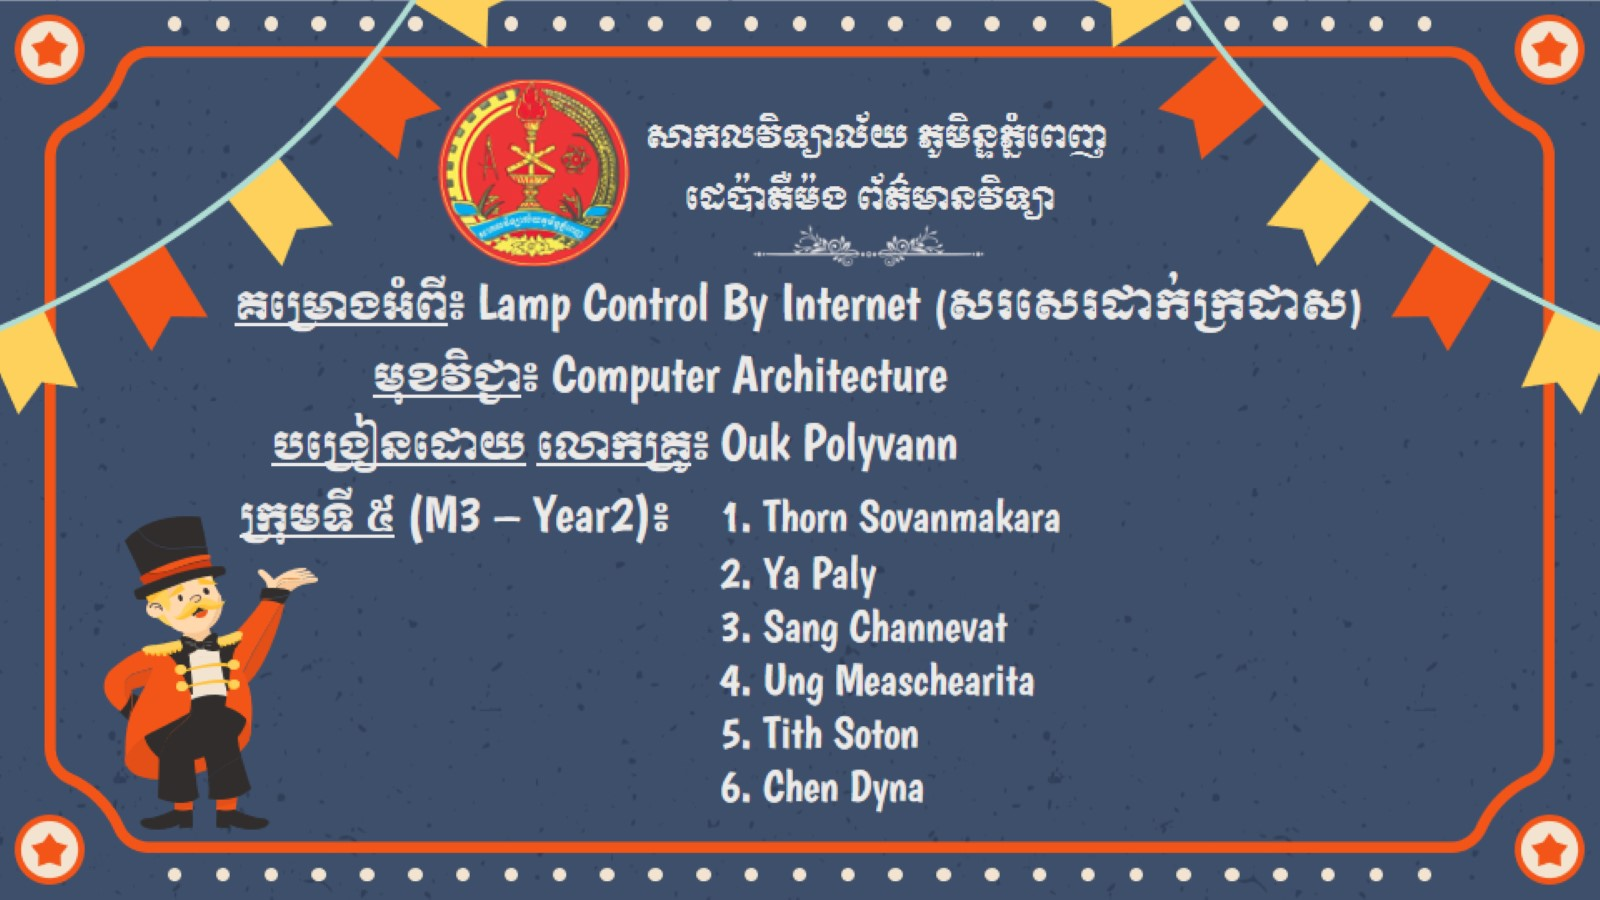 សាកលវិទ្យាល័យ ភូមិន្ទភ្នំពេញ
ដេប៉ាតឺម៉ង ព័ត៌មានវិទ្យា
គម្រោងអំពី៖ Lamp Control By Internet (សរសេរដាក់ក្រដាស)
មុខវិជ្ជា៖ Computer Architecture
បង្រៀនដោយ លោកគ្រូ៖ Ouk Polyvann
ក្រុមទី ៥ (M3 – Year2)៖
1. Thorn Sovanmakara
2. Ya Paly
3. Sang Channevat
4. Ung Measchearita
5. Tith Soton
6. Chen Dyna